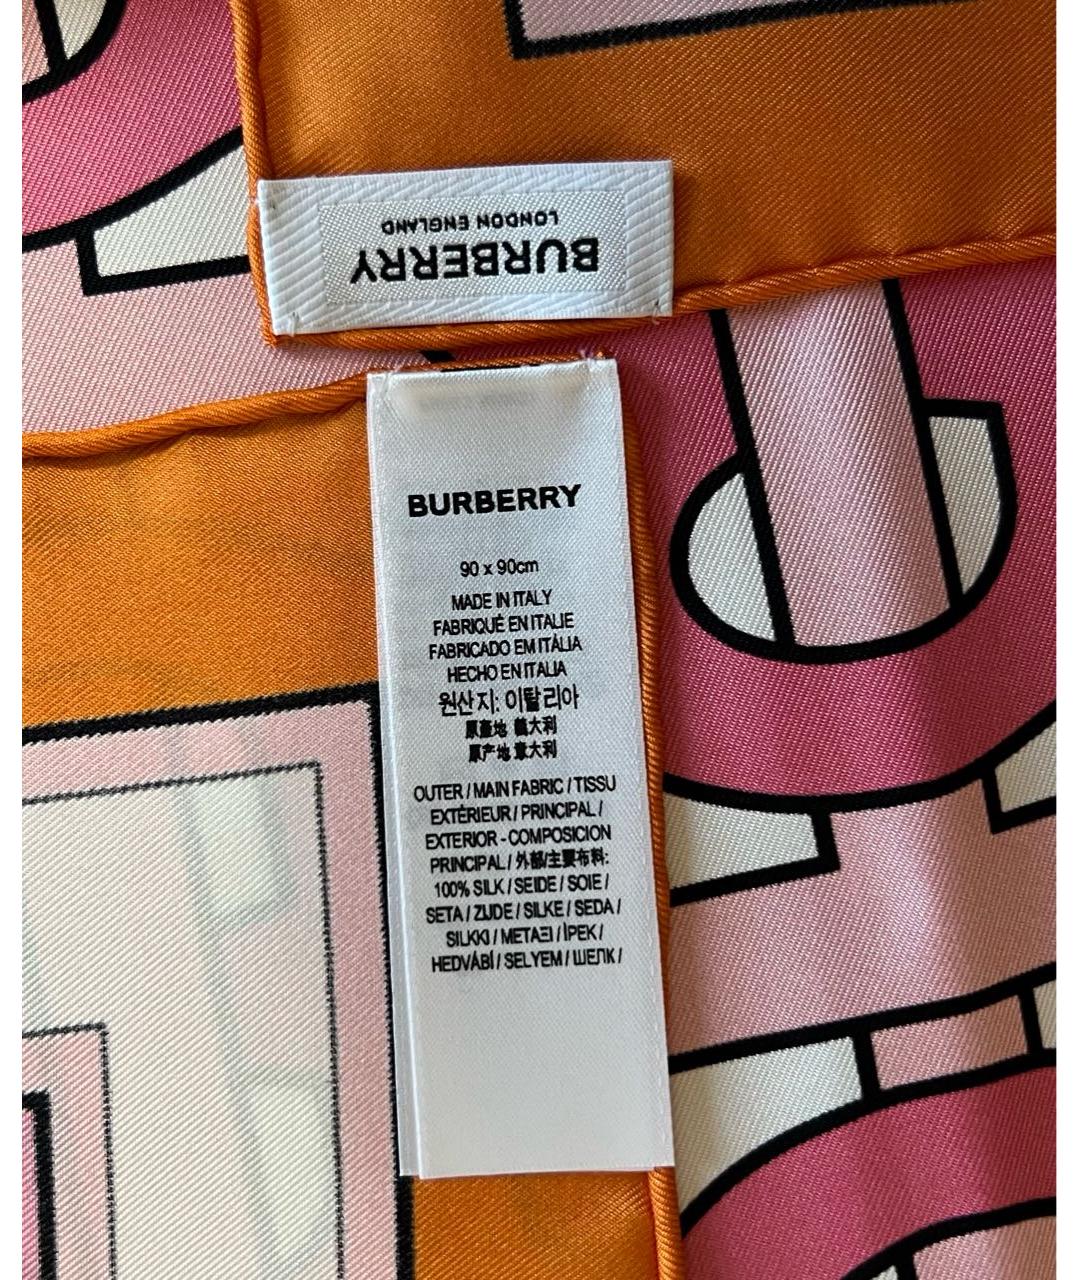 BURBERRY
LONDON ENGLAND
BURBERRY
90 x 90cm
MADE IN ITALY
FABRIQUÉ EN ITALIE
FABRICADO EM ITÁLIA
HECHO EN ITALIA
원산지: 이탈리아
原產地 義大利
原产地 意大利
OUTER / MAIN FABRIC / TISSU
EXTÉRIEUR / PRINCIPAL /
EXTERIOR - COMPOSICION
PRINCIPAL / 外部/主要布料:
100% SILK / SEIDE / SOIE /
SETA / ZIJDE / SILKE / SEDA /
SILKKI / ΜΕΤΑΞΙ / İPEK /
HEDVÁBÍ / SELYEM / ШЕЛК /